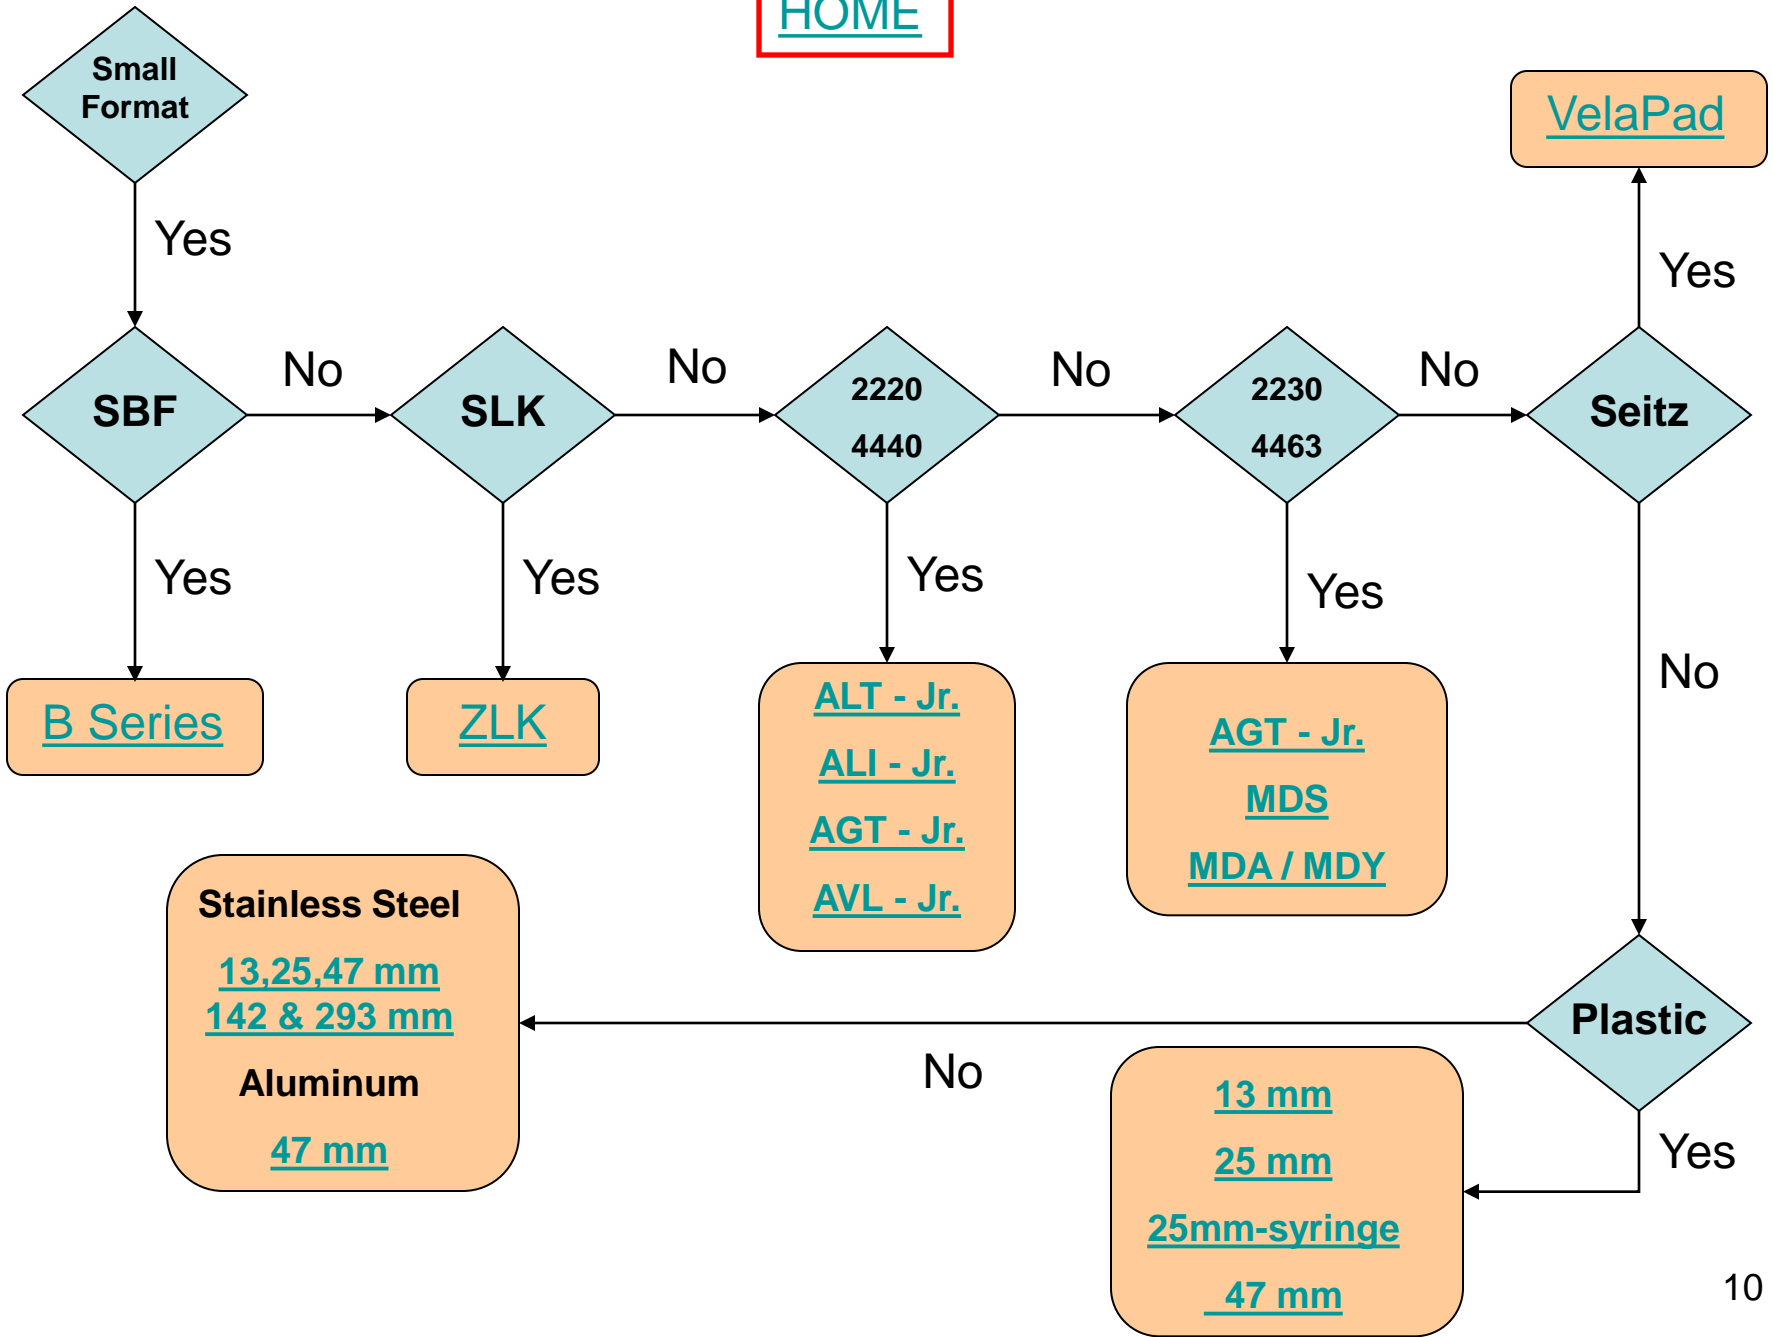 HOME
Small
Format
VelaPad
Yes
Yes
SBF
No
SLK
No
2220
4440
No
2230
4463
No
Seitz
Yes
Yes
Yes
Yes
No
B Series
ZLK
ALT - Jr.
ALI - Jr.
AGT - Jr.
AVL - Jr.
AGT - Jr.
MDS
MDA / MDY
Stainless Steel
13,25,47 mm
142 & 293 mm
Aluminum
47 mm
No
Plastic
Yes
13 mm
25 mm
25mm-syringe
47 mm
10